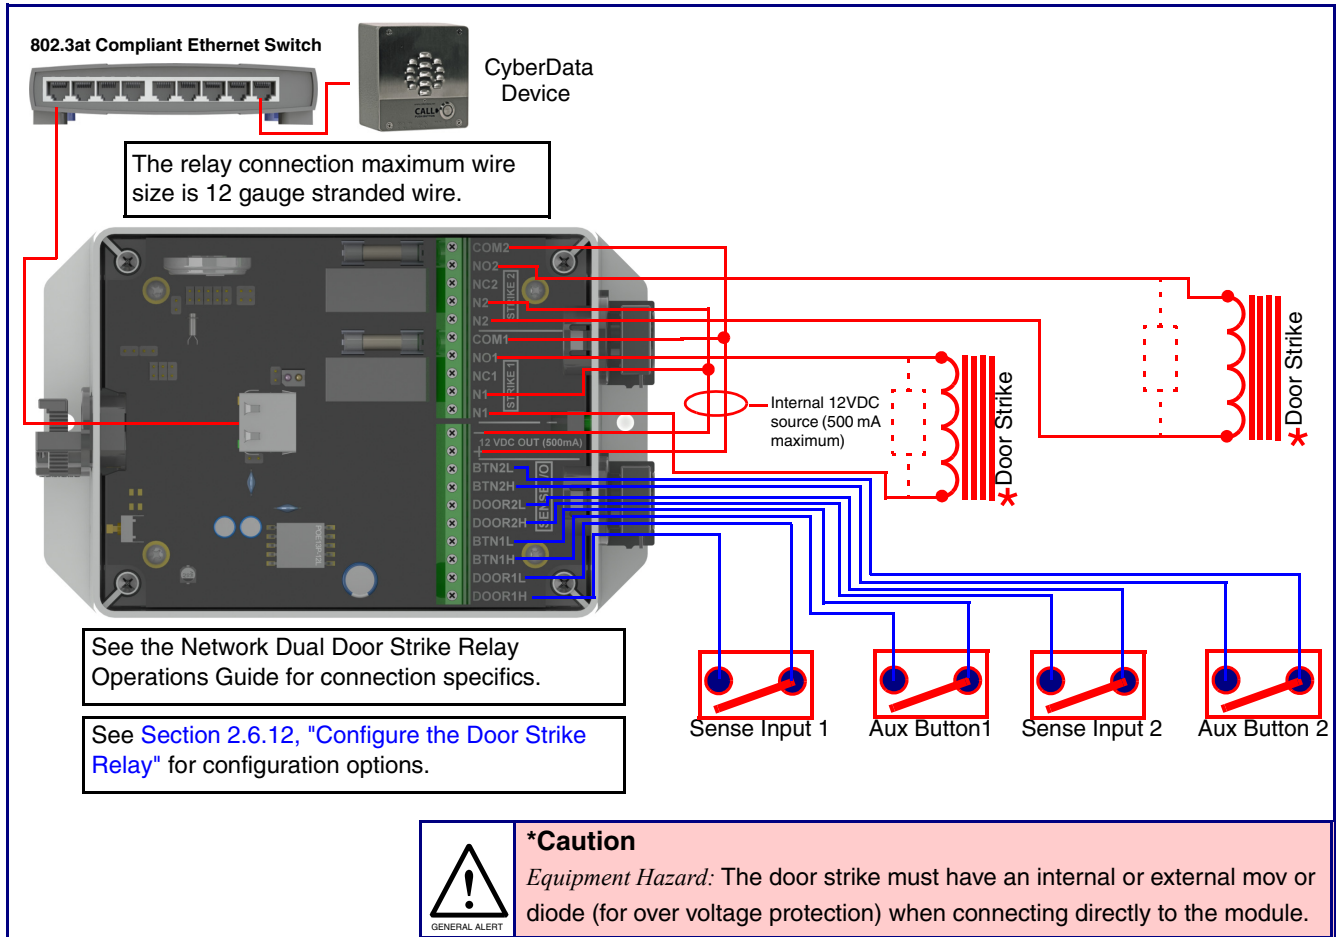 802.3at Compliant Ethernet Switch
CyberData
Device
CALL
The relay connection maximum wire
size is 12 gauge stranded wire.
COM2
NO2
NC2
N2
N2
STRIKE 2
COM1
NO1
NC1
N1
N1
STRIKE 1
12 VDC OUT (500mA)
+
BTN2L
BTN2H
DOOR2L
DOOR2H
BTN1L
BTN1H
DOOR1L
DOOR1H
Internal 12VDC
source (500 mA
maximum)
*Door Strike
*Door Strike
See the Network Dual Door Strike Relay
Operations Guide for connection specifics.
See Section 2.6.12, "Configure the Door Strike
Relay" for configuration options.
Sense Input 1
Aux Button1
Sense Input 2
Aux Button 2
GENERAL ALERT
*Caution
Equipment Hazard: The door strike must have an internal or external mov or
diode (for over voltage protection) when connecting directly to the module.